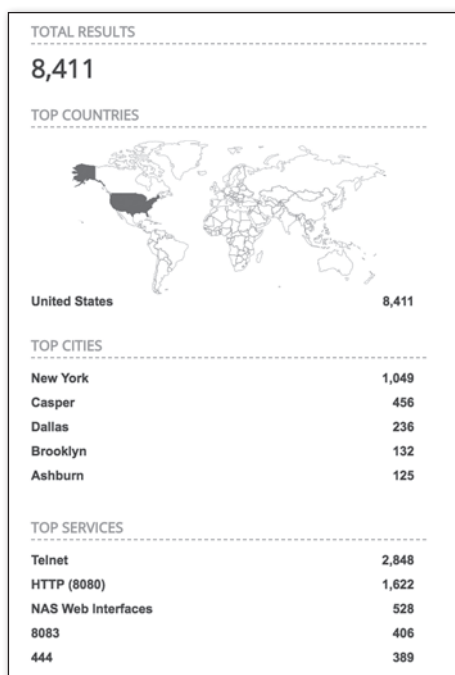 TOTAL RESULTS
8,411
TOP COUNTRIES
United States 8,411
TOP CITIES
New York 1,049
Casper 456
Dallas 236
Brooklyn 132
Ashburn 125
TOP SERVICES
Telnet 2,848
HTTP (8080) 1,622
NAS Web Interfaces 528
8083 406
444 389